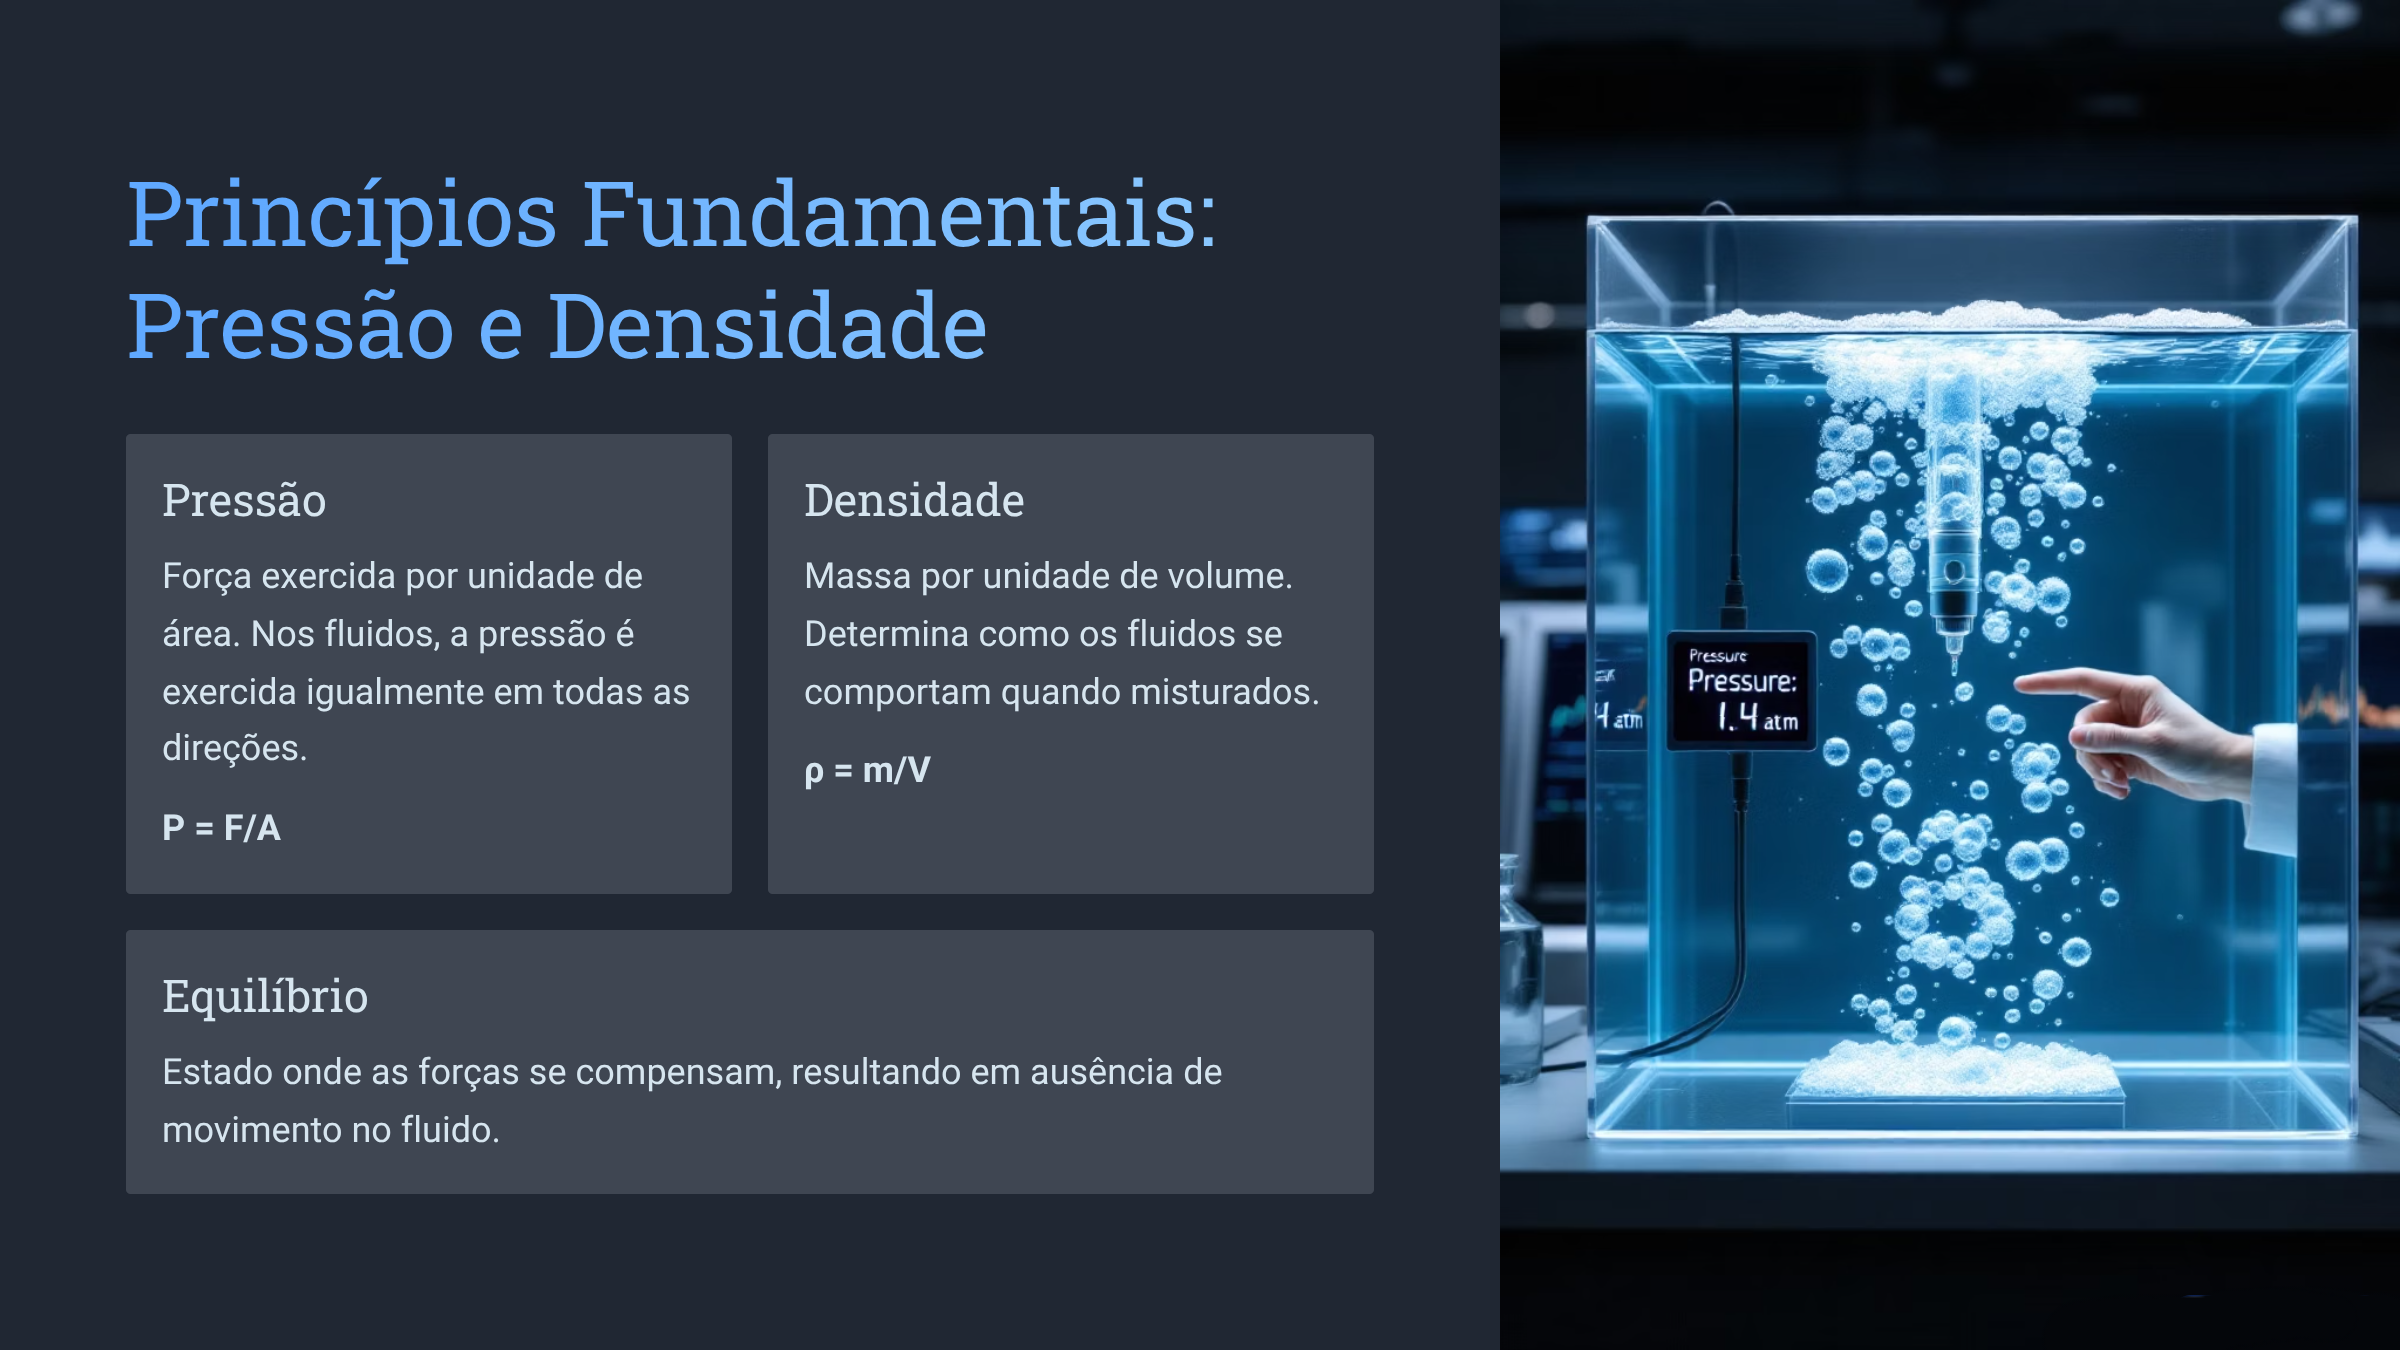 Princípios Fundamentais:
Pressão e Densidade
Pressão
Força exercida por unidade de
área. Nos fluidos, a pressão é
exercida igualmente em todas as
direções.
P = F/A
Densidade
Massa por unidade de volume.
Determina como os fluidos se
comportam quando misturados.
ρ = m/V
Equilíbrio
Estado onde as forças se compensam, resultando em ausência de
movimento no fluido.
Pressure
Pressure:
1.4 atm
4 atm